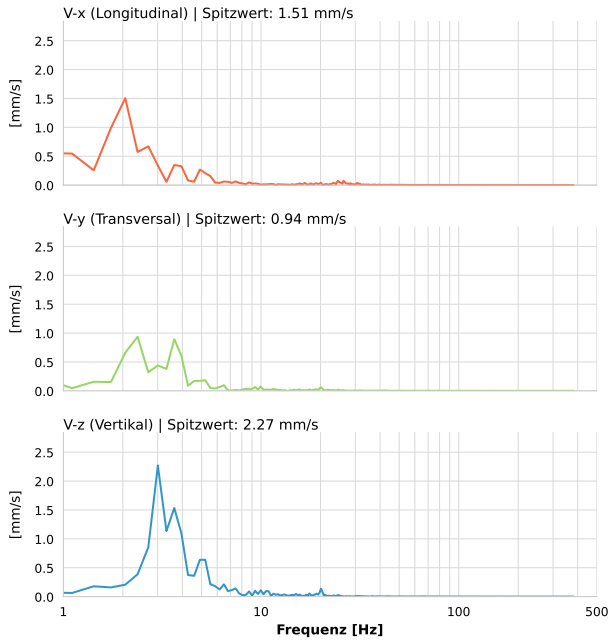 V-x (Longitudinal) | Spitzwert: 1.51 mm/s
2.5
2.0
1.5
1.0
0.5
0.0
[mm/s]
V-y (Transversal) | Spitzwert: 0.94 mm/s
2.5
2.0
1.5
1.0
0.5
0.0
[mm/s]
V-z (Vertikal) | Spitzwert: 2.27 mm/s
2.5
2.0
1.5
1.0
0.5
0.0
[mm/s]
1 10 100 500
Frequenz [Hz]